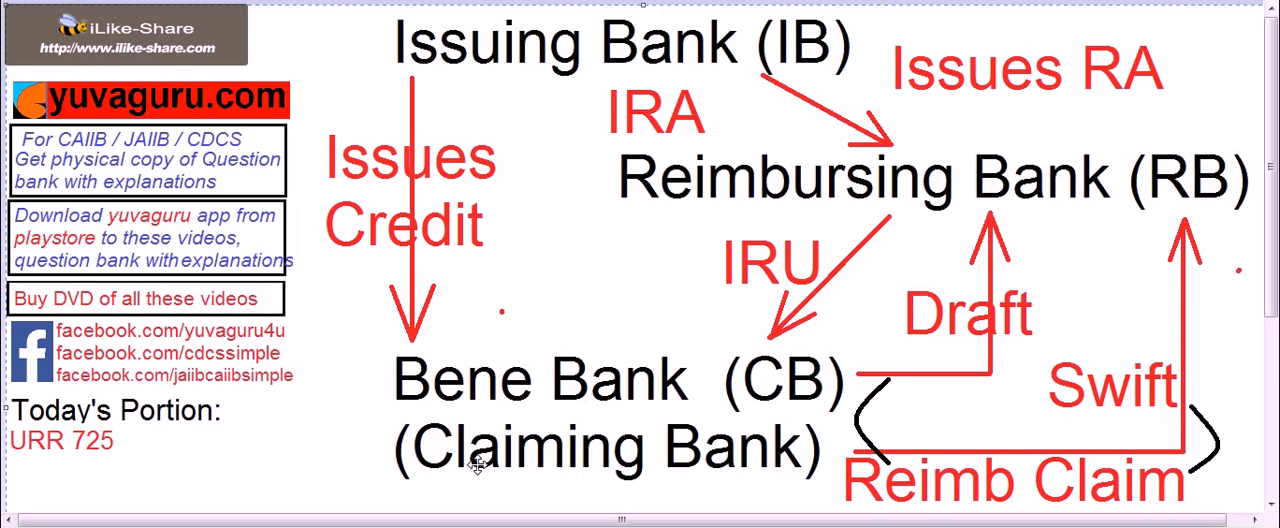 iLike-Share
http://www.ilike-share.com
yuvaguru.com
For CAIIB / JAIIB / CDCS
Get physical copy of Question
bank with explanations
Download yuvaguru app from
playstore to these videos,
question bank with explanations
Buy DVD of all these videos
facebook.com/yuvaguru4u
facebook.com/cdcssimple
facebook.com/jaiibcaiibsimple
Today's Portion:
URR 725
Issuing Bank (IB)
Issues RA
IRA
Issues
Credit
Reimbursing Bank (RB)
IRU
Draft
Bene Bank (CB)
Swift
(Claiming Bank)
Reimb Claim